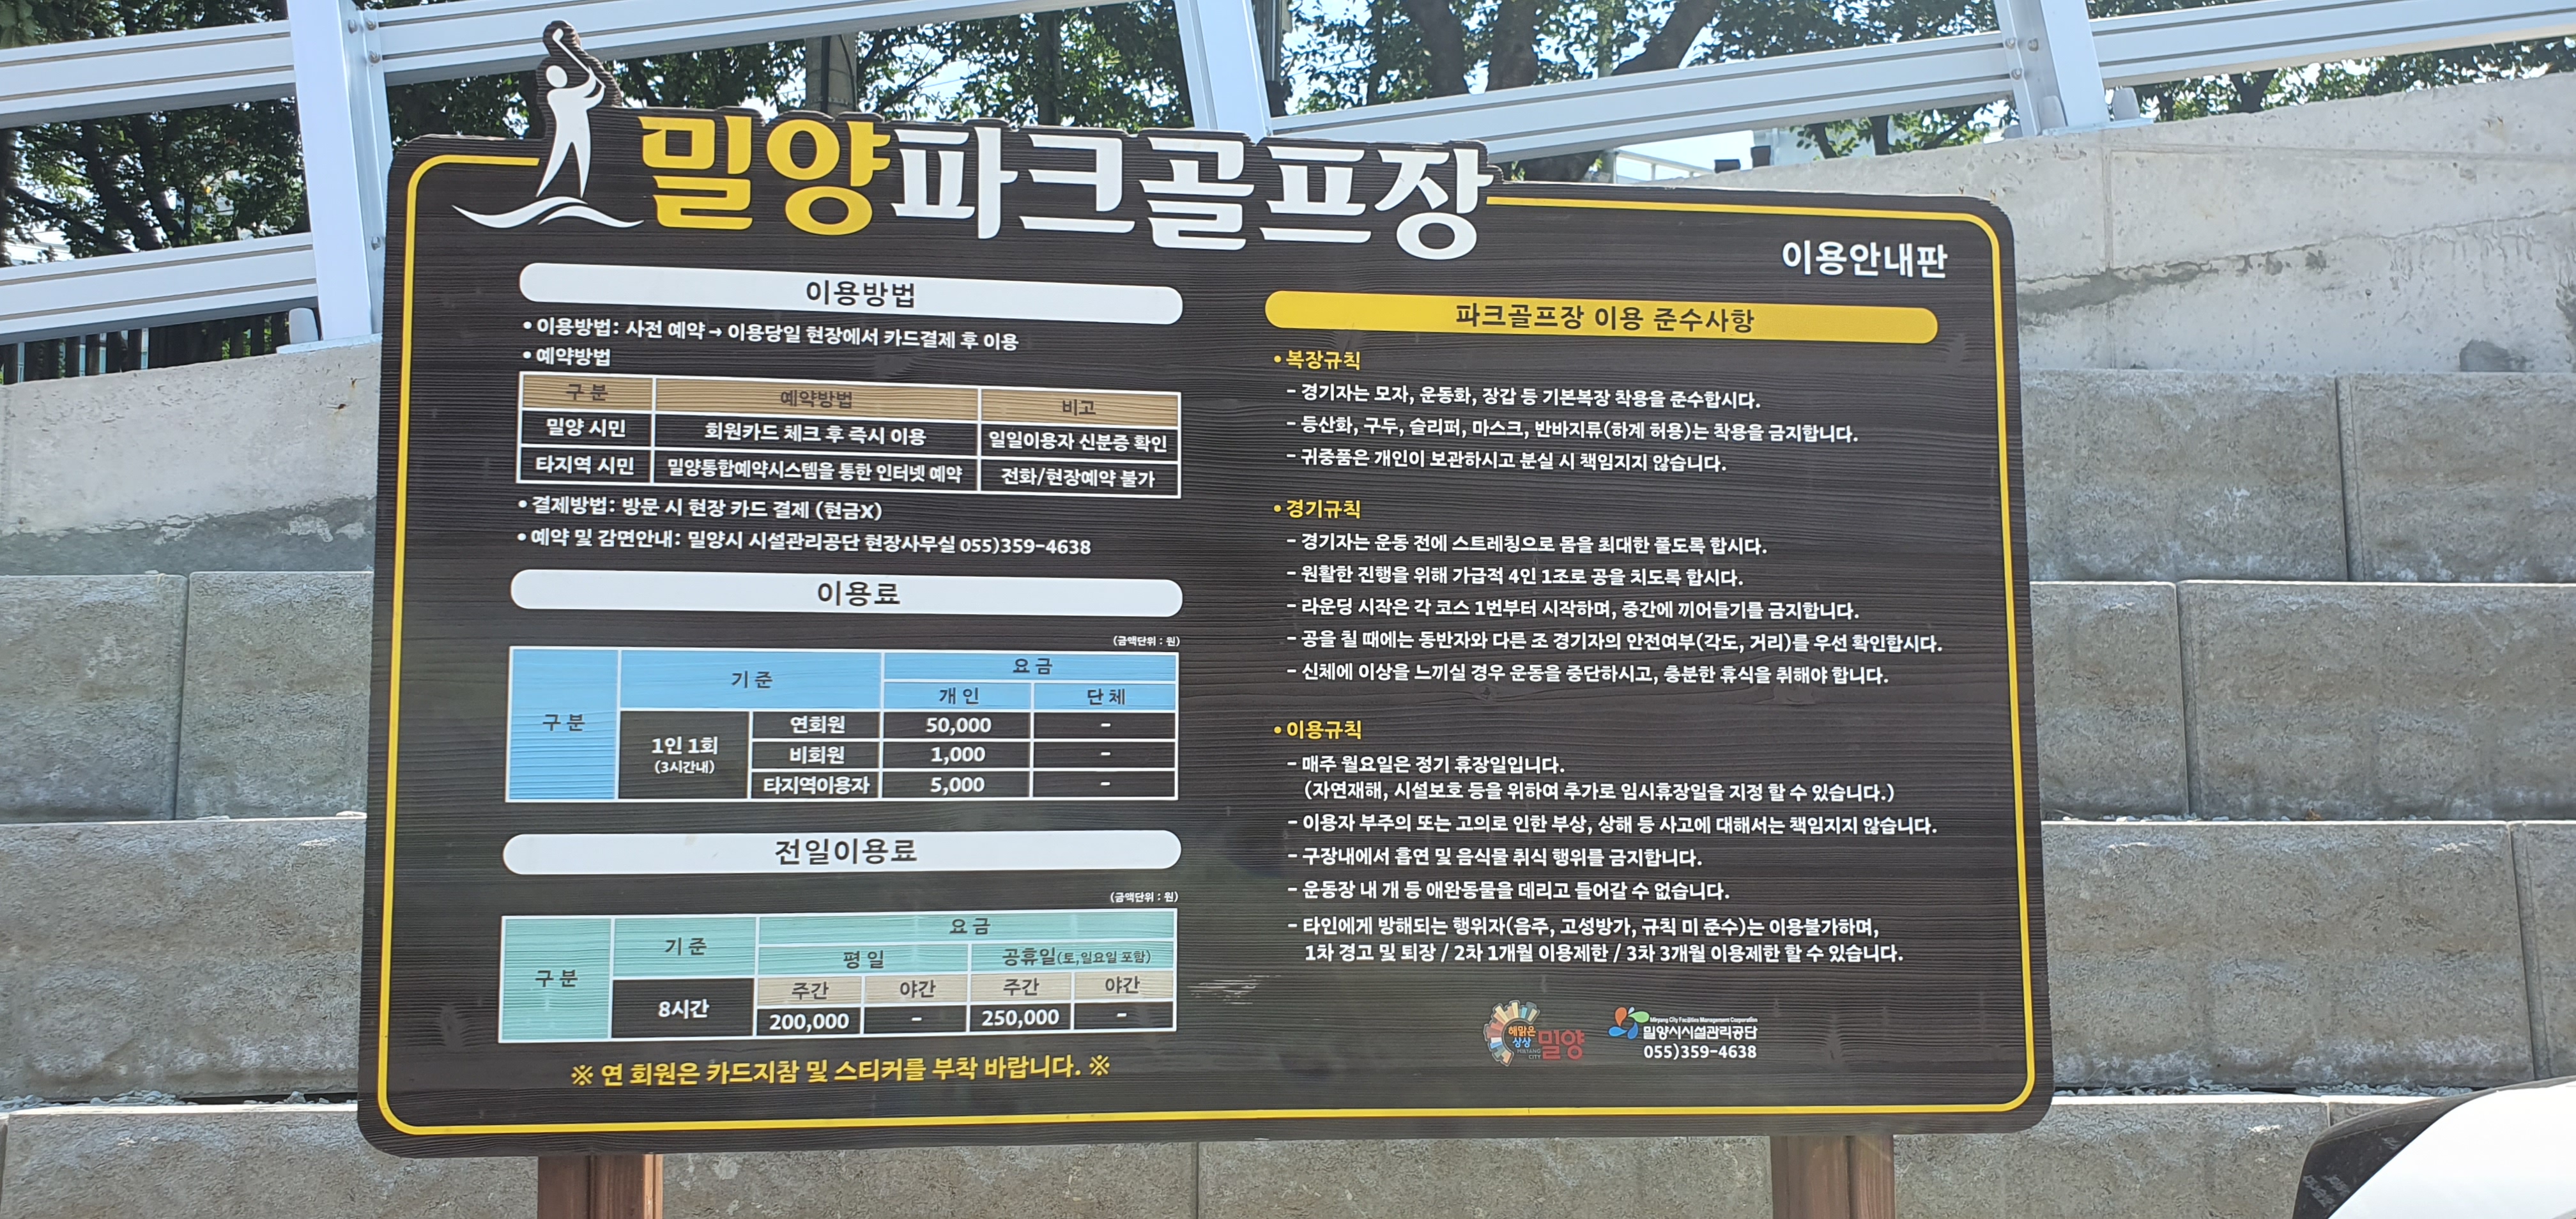 밀양파크골프장
이용안내판
이용방법
• 이용방법: 사전 예약 → 이용당일 현장에서 카드결제 후 이용
• 예약방법
구 분 예약방법 비고
밀양 시민 회원카드 체크 후 즉시 이용 일일이용자 신분증 확인
타지역 시민 밀양통합예약시스템을 통한 인터넷 예약 전화/현장예약 불가
• 결제방법: 방문 시 현장 카드 결제 (현금X)
• 예약 및 감면안내: 밀양시 시설관리공단 현장사무실 055)359-4638
이용료
(금액단위 : 원)
구 분 기 준 요 금
개 인 단 체
1인 1회 (3시간내) 연회원 50,000 -
비회원 1,000 -
타지역이용자 5,000 -
전일이용료
(금액단위 : 원)
구 분 기 준 요 금
평 일 공휴일(토,일요일 포함)
주간 야간 주간 야간
8시간 200,000 - 250,000 -
※ 연 회원은 카드지참 및 스티커를 부착 바랍니다. ※
파크골프장 이용 준수사항
• 복장규칙
- 경기자는 모자, 운동화, 장갑 등 기본복장 착용을 준수합시다.
- 등산화, 구두, 슬리퍼, 마스크, 반바지류(하계 허용)는 착용을 금지합니다.
- 귀중품은 개인이 보관하시고 분실 시 책임지지 않습니다.
• 경기규칙
- 경기자는 운동 전에 스트레칭으로 몸을 최대한 풀도록 합시다.
- 원활한 진행을 위해 가급적 4인 1조로 공을 치도록 합시다.
- 라운딩 시작은 각 코스 1번부터 시작하며, 중간에 끼어들기를 금지합니다.
- 공을 칠 때에는 동반자와 다른 조 경기자의 안전여부(각도, 거리)를 우선 확인합시다.
- 신체에 이상을 느끼실 경우 운동을 중단하시고, 충분한 휴식을 취해야 합니다.
• 이용규칙
- 매주 월요일은 정기 휴장일입니다.
(자연재해, 시설보호 등을 위하여 추가로 임시휴장일을 지정 할 수 있습니다.)
- 이용자 부주의 또는 고의로 인한 부상, 상해 등 사고에 대해서는 책임지지 않습니다.
- 구장내에서 흡연 및 음식물 취식 행위를 금지합니다.
- 운동장 내 개 등 애완동물을 데리고 들어갈 수 없습니다.
- 타인에게 방해되는 행위자(음주, 고성방가, 규칙 미 준수)는 이용불가하며,
1차 경고 및 퇴장 / 2차 1개월 이용제한 / 3차 3개월 이용제한 할 수 있습니다.
해맑은
상상
밀양
MIRYANG
CITY
Miryang City Facilities Management Corporation
밀양시시설관리공단
055)359-4638